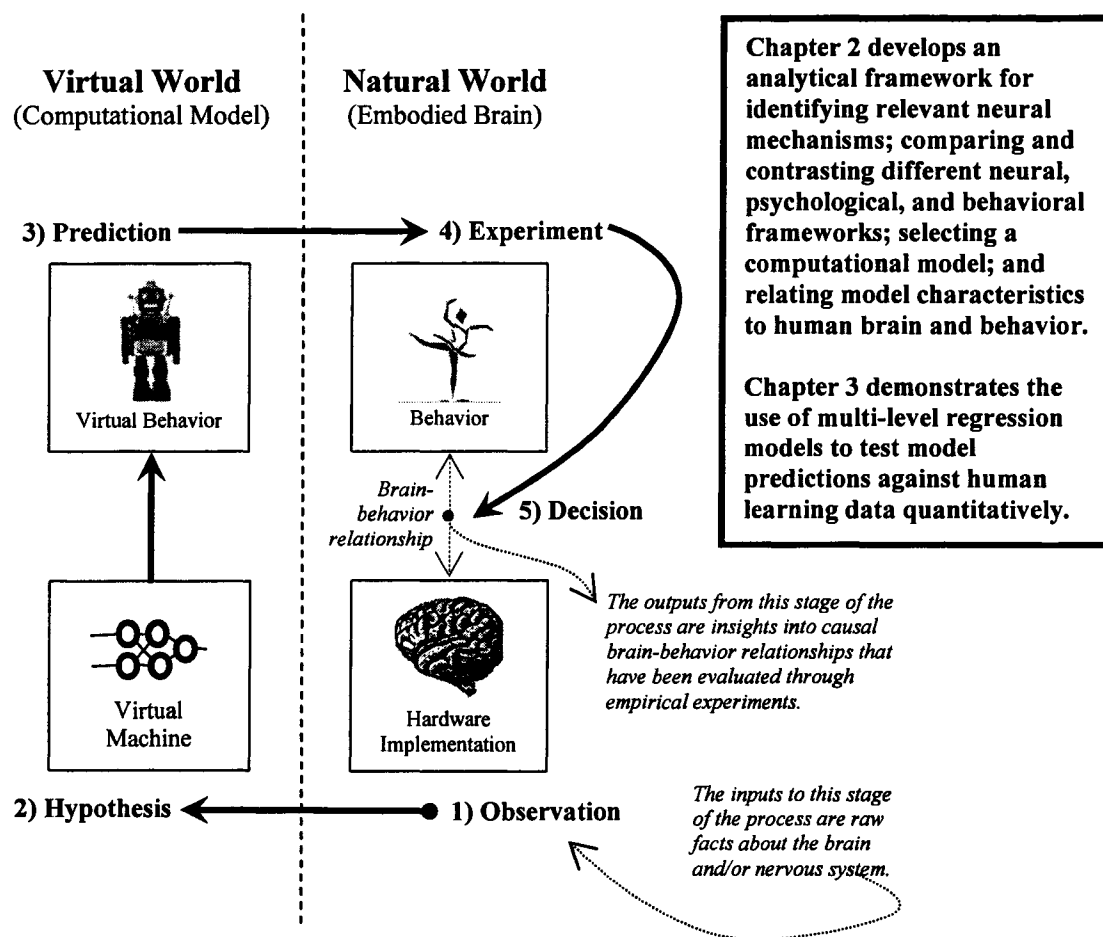 Virtual World
(Computational Model)
Natural World
(Embodied Brain)
3) Prediction
4) Experiment
Virtual Behavior
Behavior
Brain-
behavior
relationship
5) Decision
Virtual
Machine
Hardware
Implementation
2) Hypothesis
1) Observation
The outputs from this stage of the
process are insights into causal
brain-behavior relationships that
have been evaluated through
empirical experiments.
The inputs to this stage
of the process are raw
facts about the brain
and/or nervous system.
Chapter 2 develops an
analytical framework for
identifying relevant neural
mechanisms; comparing and
contrasting different neural,
psychological, and behavioral
frameworks; selecting a
computational model; and
relating model characteristics
to human brain and behavior.
Chapter 3 demonstrates the
use of multi-level regression
models to test model
predictions against human
learning data quantitatively.